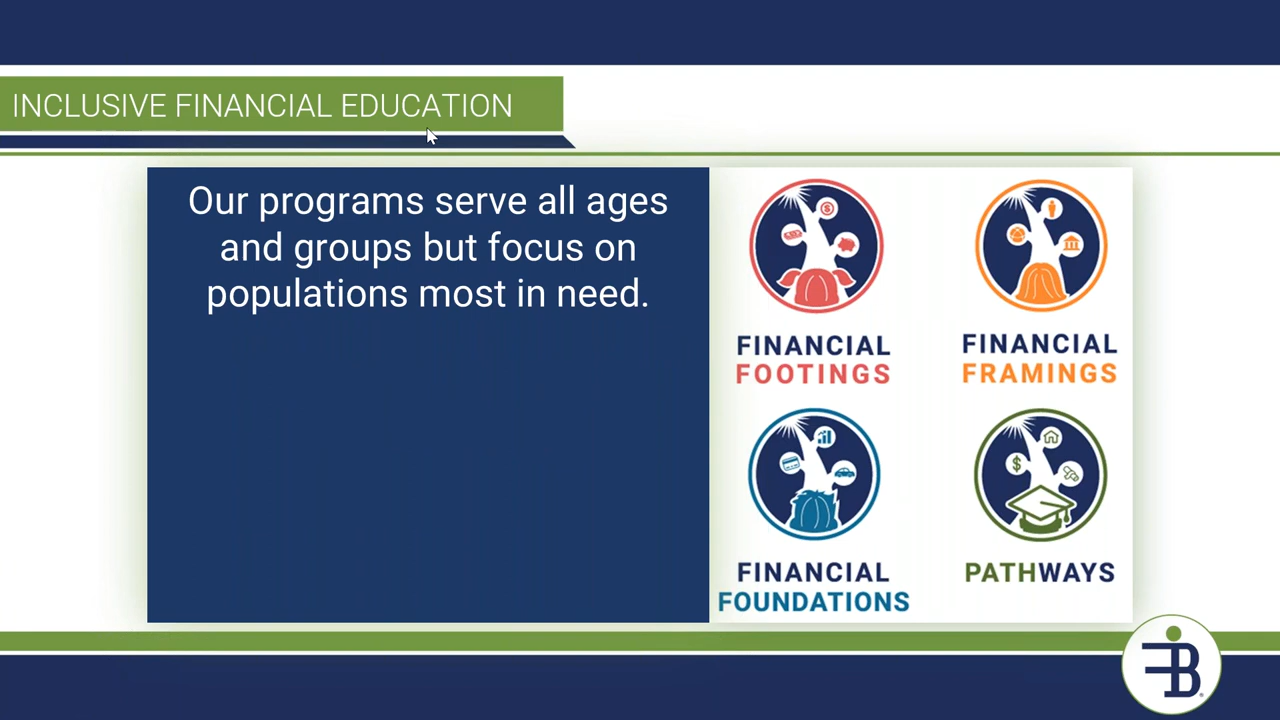 INCLUSIVE FINANCIAL EDUCATION
Our programs serve all ages
and groups but focus on
populations most in need.
FINANCIAL
FOOTINGS
FINANCIAL
FRAMINGS
FINANCIAL
FOUNDATIONS
PATHWAYS